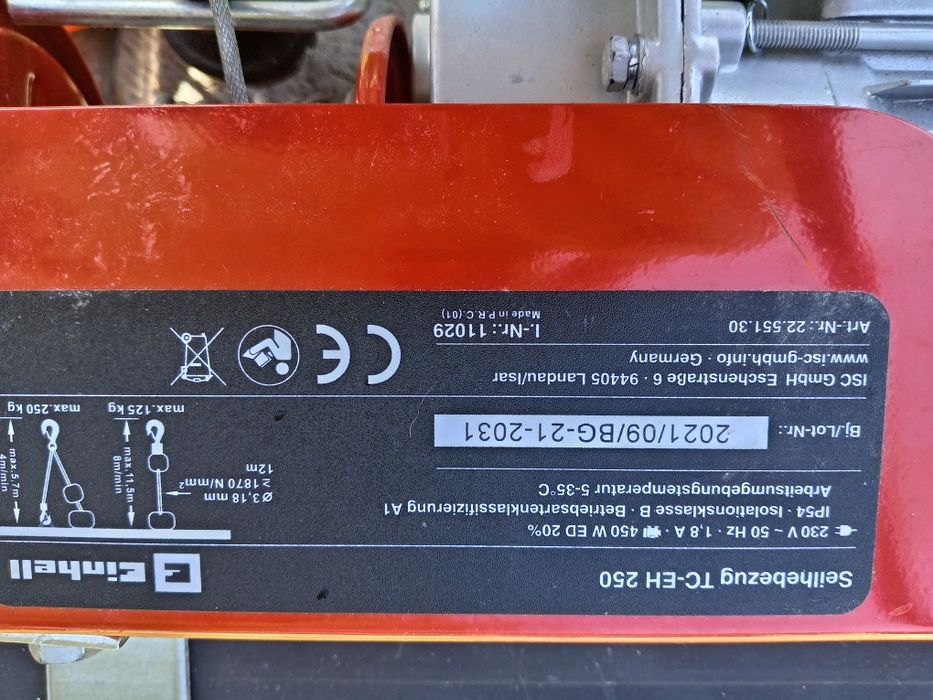 Seilhebezug TC-EH 250
230 V ~ 50 Hz · 1,8 A · 450 W ED 20%
IP54 · Isolationsklasse B · Betriebsartenklassifizierung A1
Arbeitsumgebungstemperatur 5-35°C
Bj./Lot-Nr.: 2021/09/BG-21-2031
ISC GmbH Eschenstraße 6 · 94405 Landau/Isar
www.isc-gmbh.info · Germany
Art.-Nr.: 22.551.30
I.-Nr.: 11029
Made in P.R.C. (01)
Einhell
Ø3,18 mm
≥1870 N/mm²
12m
max.11,5m
8m/min
max.125 kg
max.5,7m
4m/min
max.250 kg
CE